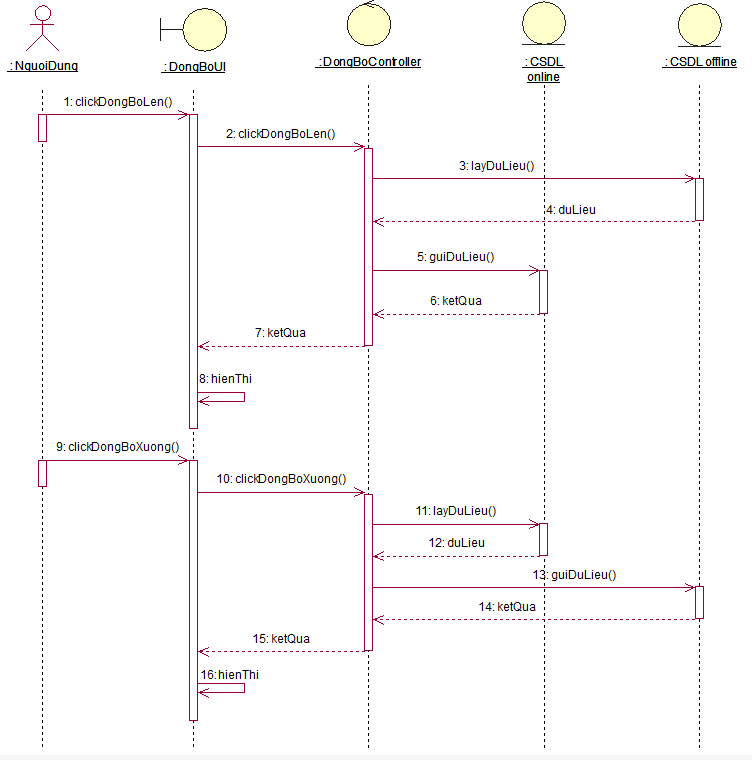 : NguoiDung
: DongBoUI
: DongBoController
: CSDL
online
: CSDL offline
1: clickDongBoLen()
2: clickDongBoLen()
3: layDuLieu()
4: duLieu
5: guiDuLieu()
6: ketQua
7: ketQua
8: hienThi
9: clickDongBoXuong()
10: clickDongBoXuong()
11: layDuLieu()
12: duLieu
13: guiDuLieu()
14: ketQua
15: ketQua
16: hienThi